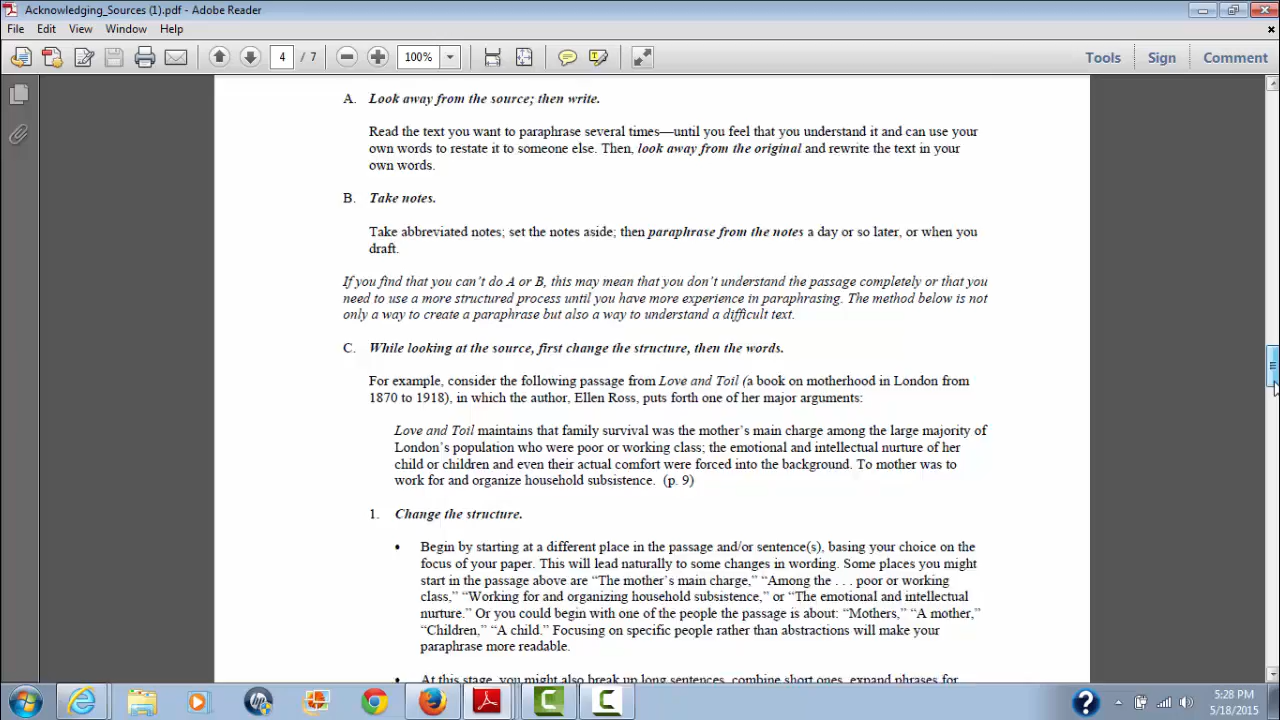 Acknowledging_Sources (1).pdf - Adobe Reader
File Edit View Window Help
4 / 7 100% Tools Sign Comment
A. Look away from the source; then write.
Read the text you want to paraphrase several times—until you feel that you understand it and can use your
own words to restate it to someone else. Then, look away from the original and rewrite the text in your
own words.
B. Take notes.
Take abbreviated notes; set the notes aside; then paraphrase from the notes a day or so later, or when you
draft.
If you find that you can't do A or B, this may mean that you don't understand the passage completely or that you
need to use a more structured process until you have more experience in paraphrasing. The method below is not
only a way to create a paraphrase but also a way to understand a difficult text.
C. While looking at the source, first change the structure, then the words.
For example, consider the following passage from Love and Toil (a book on motherhood in London from
1870 to 1918), in which the author, Ellen Ross, puts forth one of her major arguments:
Love and Toil maintains that family survival was the mother's main charge among the large majority of
London's population who were poor or working class; the emotional and intellectual nurture of her
child or children and even their actual comfort were forced into the background. To mother was to
work for and organize household subsistence. (p. 9)
1. Change the structure.
• Begin by starting at a different place in the passage and/or sentence(s), basing your choice on the
focus of your paper. This will lead naturally to some changes in wording. Some places you might
start in the passage above are “The mother's main charge,” “Among the . . . poor or working
class,” “Working for and organizing household subsistence,” or “The emotional and intellectual
nurture.” Or you could begin with one of the people the passage is about: “Mothers,” “A mother,”
“Children,” “A child.” Focusing on specific people rather than abstractions will make your
paraphrase more readable.
• At this stage, you might also break up long sentences, combine short ones, expand phrases for
5:28 PM
5/18/2015